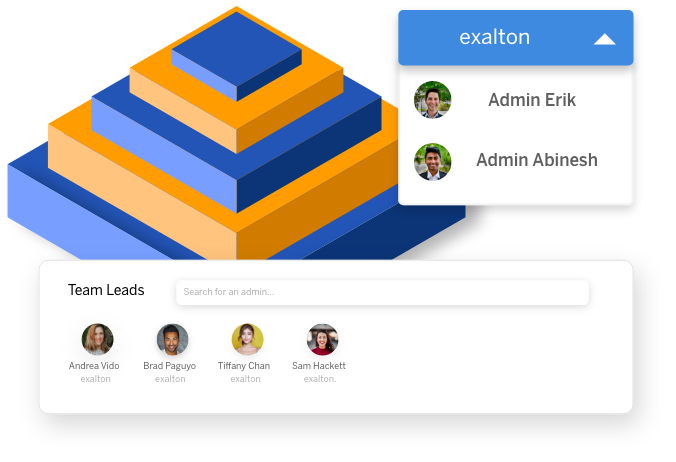 exalton
Admin Erik
Admin Abinesh
Team Leads
Search for an admin...
Andrea Vido
exalton
Brad Paguyo
exalton
Tiffany Chan
exalton
Sam Hackett
exalton.